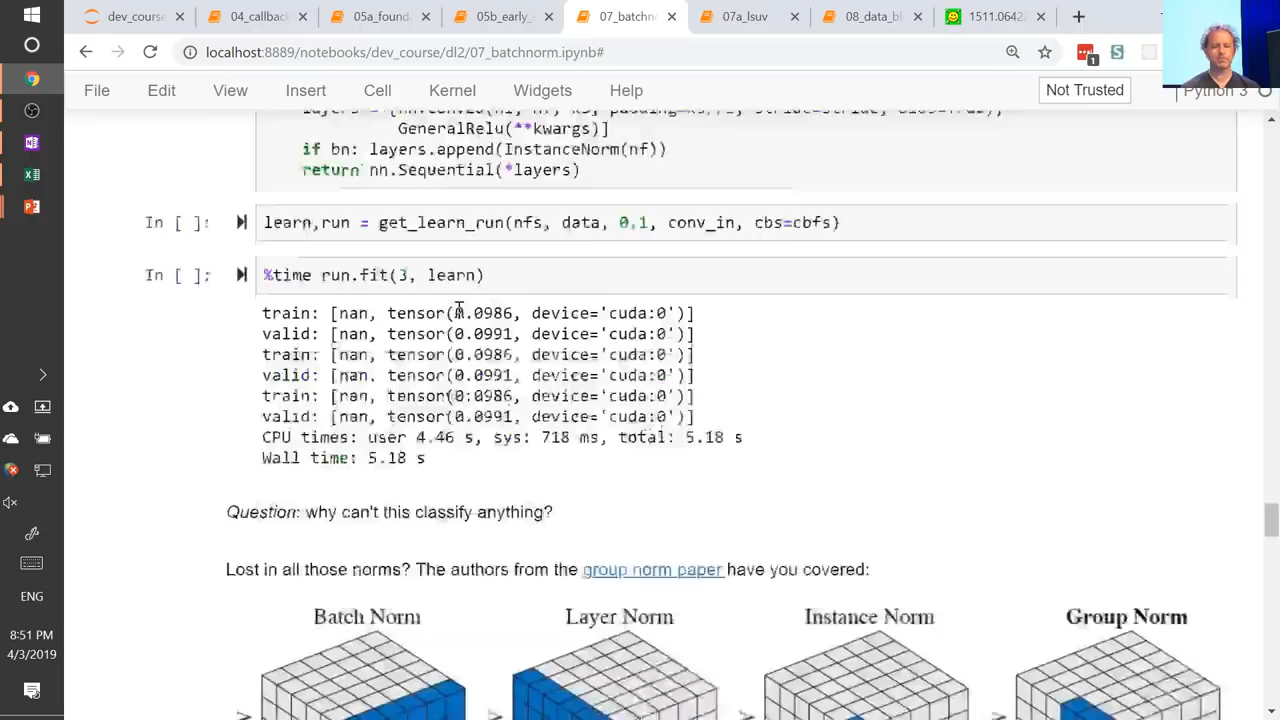 dev_course
04_callback
05a_found
05b_early_s
07_batchn
07a_lsuv
08_data_bl
1511.0642
localhost:8889/notebooks/dev_course/dl2/07_batchnorm.ipynb#
1
File Edit View Insert Cell Kernel Widgets Help
Not Trusted
Python 3
GeneralRelu(**kwargs)]
if bn: layers.append(InstanceNorm(nf))
return nn.Sequential(*layers)
In [ ]: learn,run = get_learn_run(nfs, data, 0.1, conv_in, cbs=cbfs)
In [ ]: %time run.fit(3, learn)
train: [nan, tensor(0.0986, device='cuda:0')]
valid: [nan, tensor(0.0991, device='cuda:0')]
train: [nan, tensor(0.0986, device='cuda:0')]
valid: [nan, tensor(0.0991, device='cuda:0')]
train: [nan, tensor(0.0986, device='cuda:0')]
valid: [nan, tensor(0.0991, device='cuda:0')]
CPU times: user 4.46 s, sys: 718 ms, total: 5.18 s
Wall time: 5.18 s
Question: why can't this classify anything?
Lost in all those norms? The authors from the group norm paper have you covered:
Batch Norm Layer Norm Instance Norm Group Norm
ENG
8:51 PM
4/3/2019